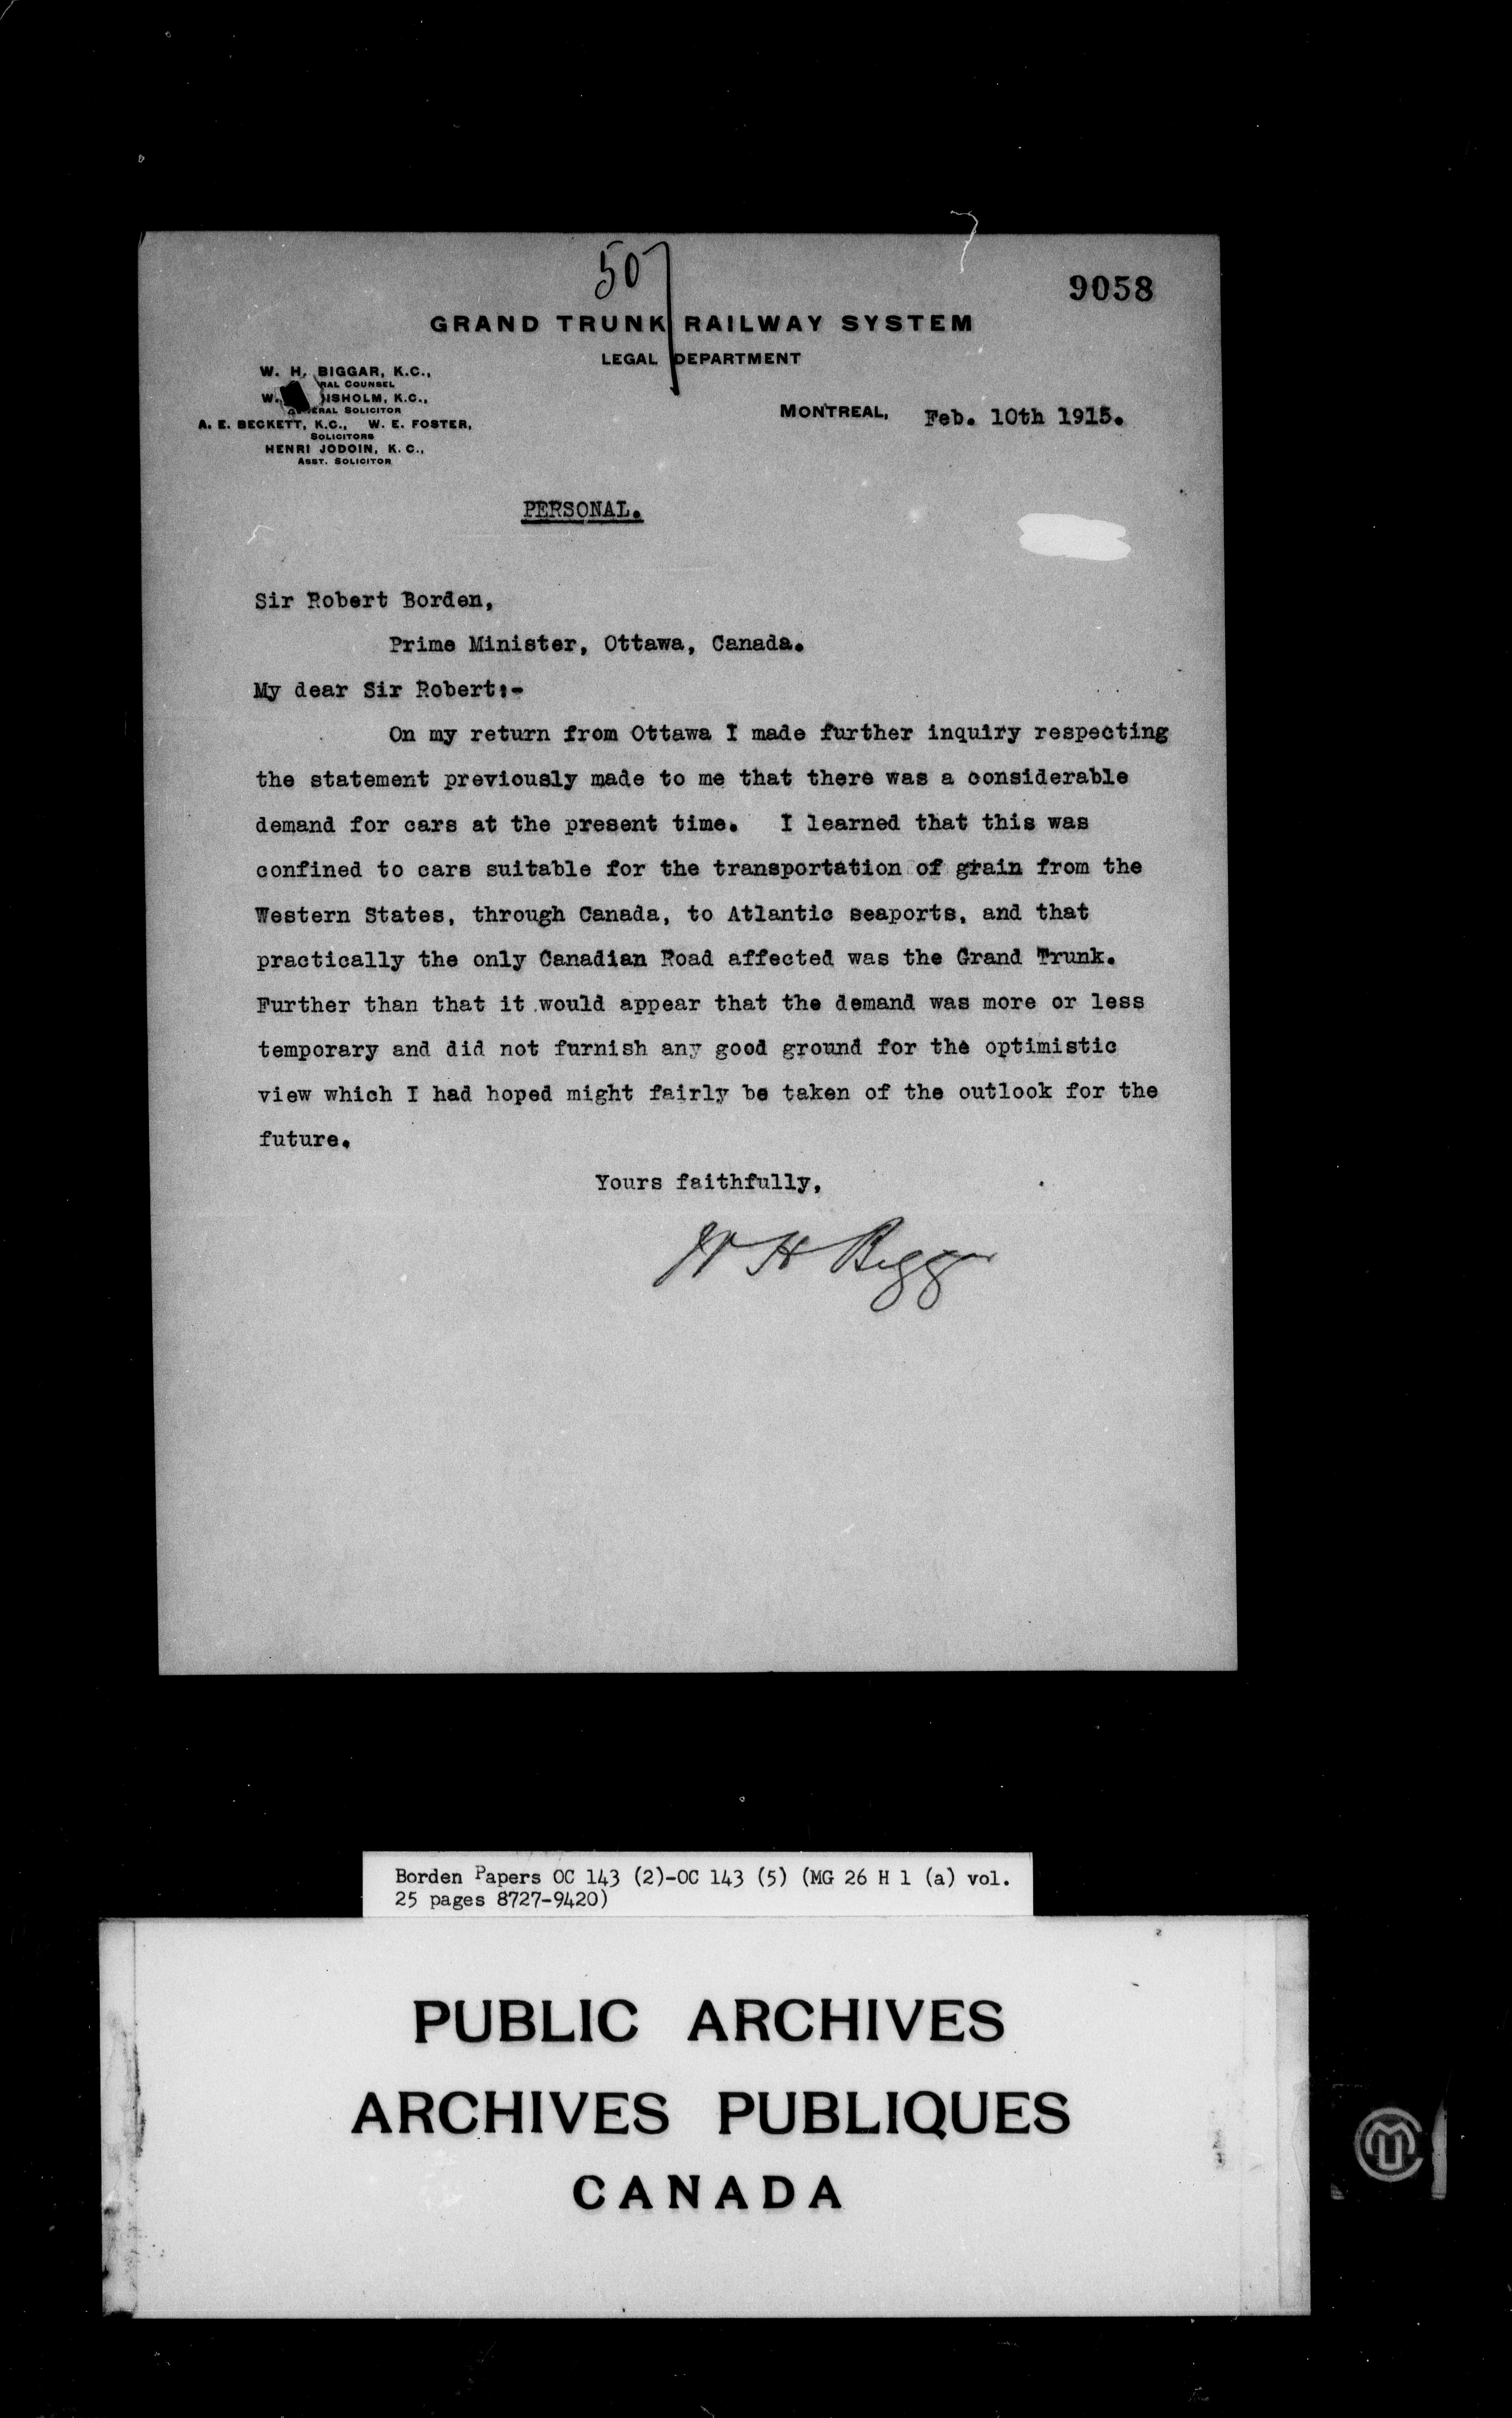 507
9058
GRAND TRUNK RAILWAY SYSTEM
LEGAL DEPARTMENT
W. H. BIGGAR, K.C.,
COUNSEL
W.
K.C.,
SOLICITOR
A. E. BECKETT, K.C., W. E. FOSTER,
SOLICITORS
HENRI JODOIN, K. C.,
ASST. SOLICITOR
MONTREAL, Feb. 10th 1915.
PERSONAL.
Sir Robert Borden,
Prime Minister, Ottawa, Canada.
My dear Sir Robert:-
On my return from Ottawa I made further inquiry respecting
the statement previously made to me that there was a considerable
demand for cars at the present time. I learned that this was
confined to cars suitable for the transportation of grain from the
Western States, through Canada, to Atlantic seaports, and that
practically the only Canadian Road affected was the Grand Trunk.
Further than that it would appear that the demand was more or less
temporary and did not furnish any good ground for the optimistic
view which I had hoped might fairly be taken of the outlook for the
future.
Yours faithfully,
W H Biggar
Borden Papers OC 143 (2)-OC 143 (5) (MG 26 H 1 (a) vol.
25 pages 8727-9420)
PUBLIC ARCHIVES
ARCHIVES PUBLIQUES
CANADA